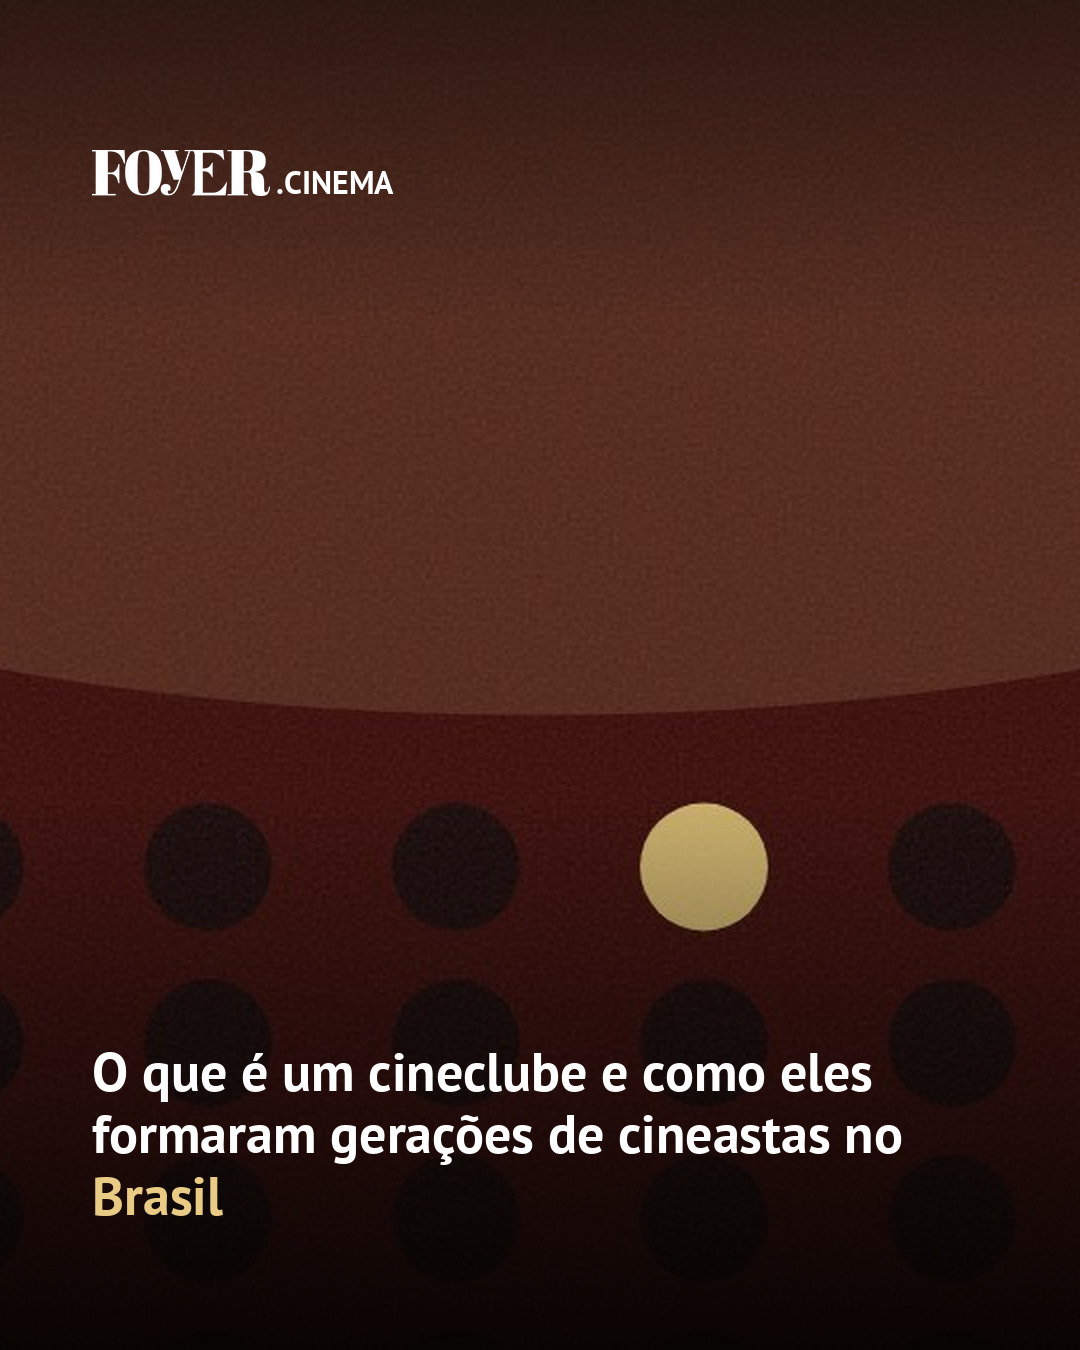 FOYER.CINEMA
O que é um cineclube e como eles
formaram gerações de cineastas no
Brasil